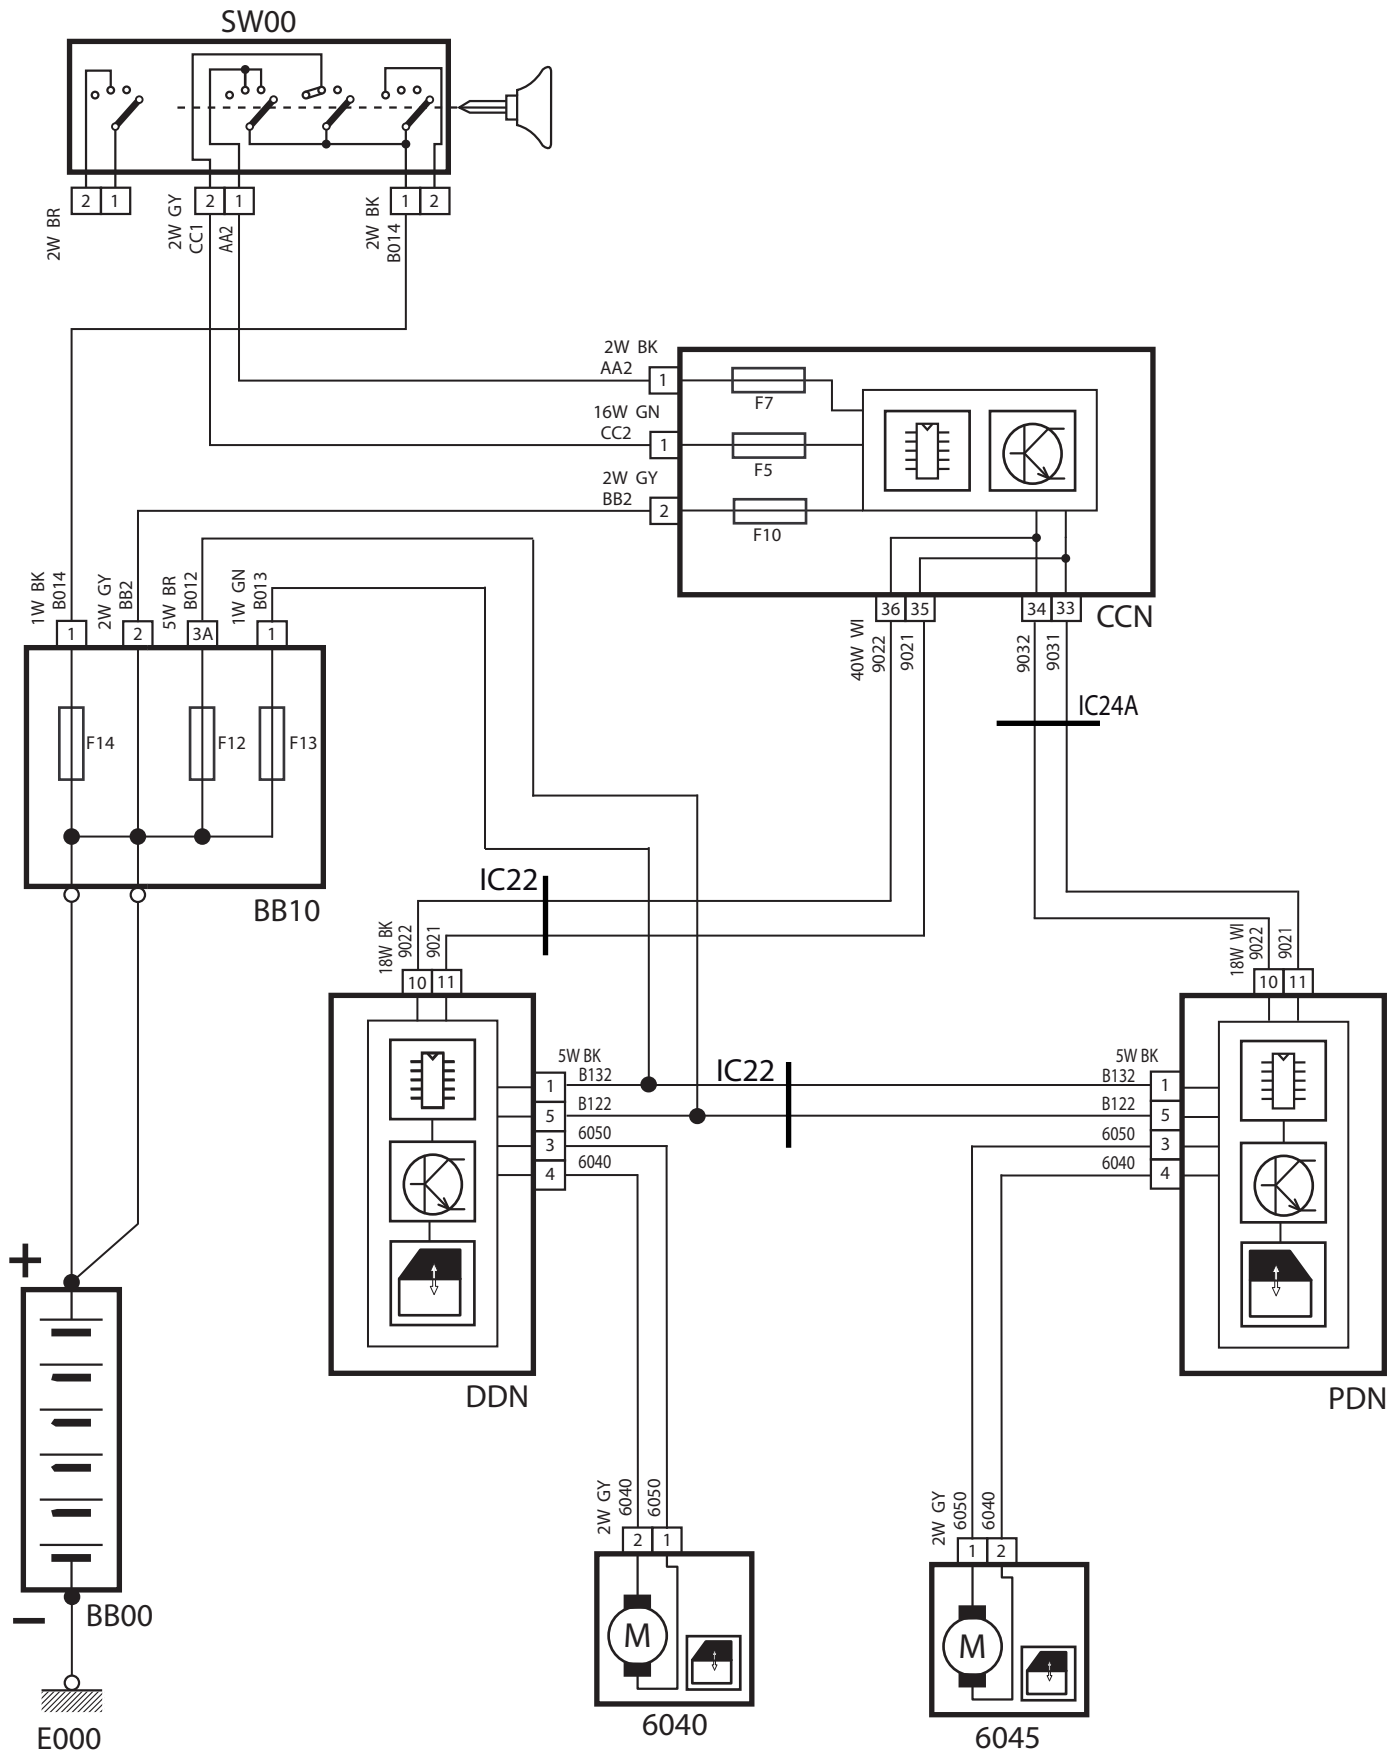 SW00
2 1
2 1
1 2
2W BR
2W GY
CC1
AA2
2W BK
B014
2W BK
AA2
1
F7
16W GN
CC2
1
F5
2W GY
BB2
2
F10
1W BK
B014
2W GY
BB2
5W BR
B012
1W GN
B013
1
2
3A
1
36 35
34 33
CCN
40W WI
9022
9021
9032
9031
IC24A
F14
F12
F13
BB10
IC22
18W BK
9022
9021
10 11
18W WI
9022
9021
10 11
5W BK
B132
1
B122
5
6050
3
6040
4
IC22
5W BK
B132
1
B122
5
6050
3
6040
4
DDN
PDN
+
−
BB00
E000
2W GY
6040
6050
2 1
M
6040
2W GY
6050
6040
1 2
M
6045